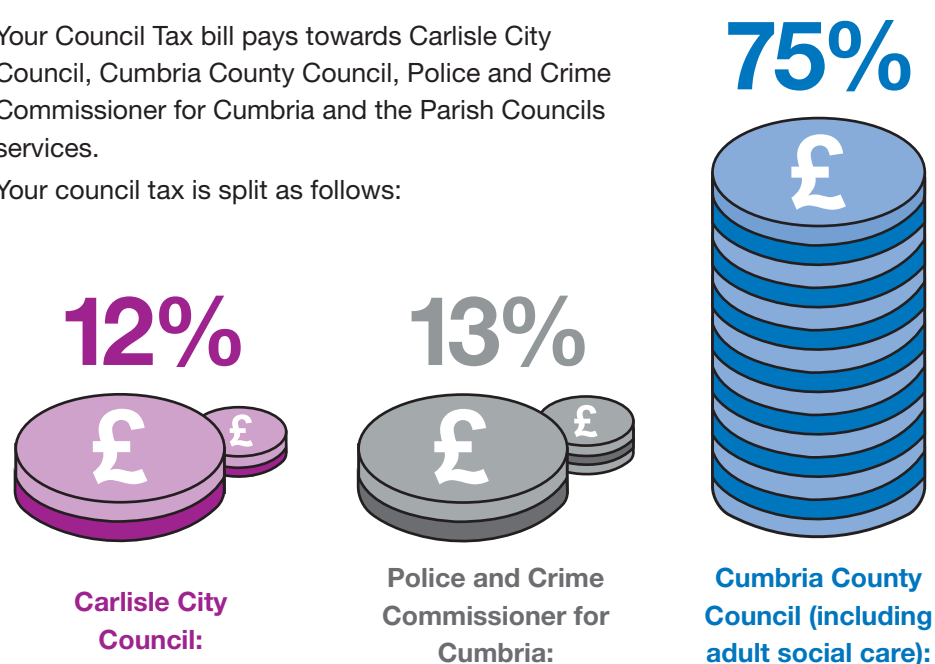 Your Council Tax bill pays towards Carlisle City
Council, Cumbria County Council, Police and Crime
Commissioner for Cumbria and the Parish Councils
services.
Your council tax is split as follows:
75%
£
12%
£ £
Carlisle City
Council:
13%
£ £
Police and Crime
Commissioner for
Cumbria:
Cumbria County
Council (including
adult social care):